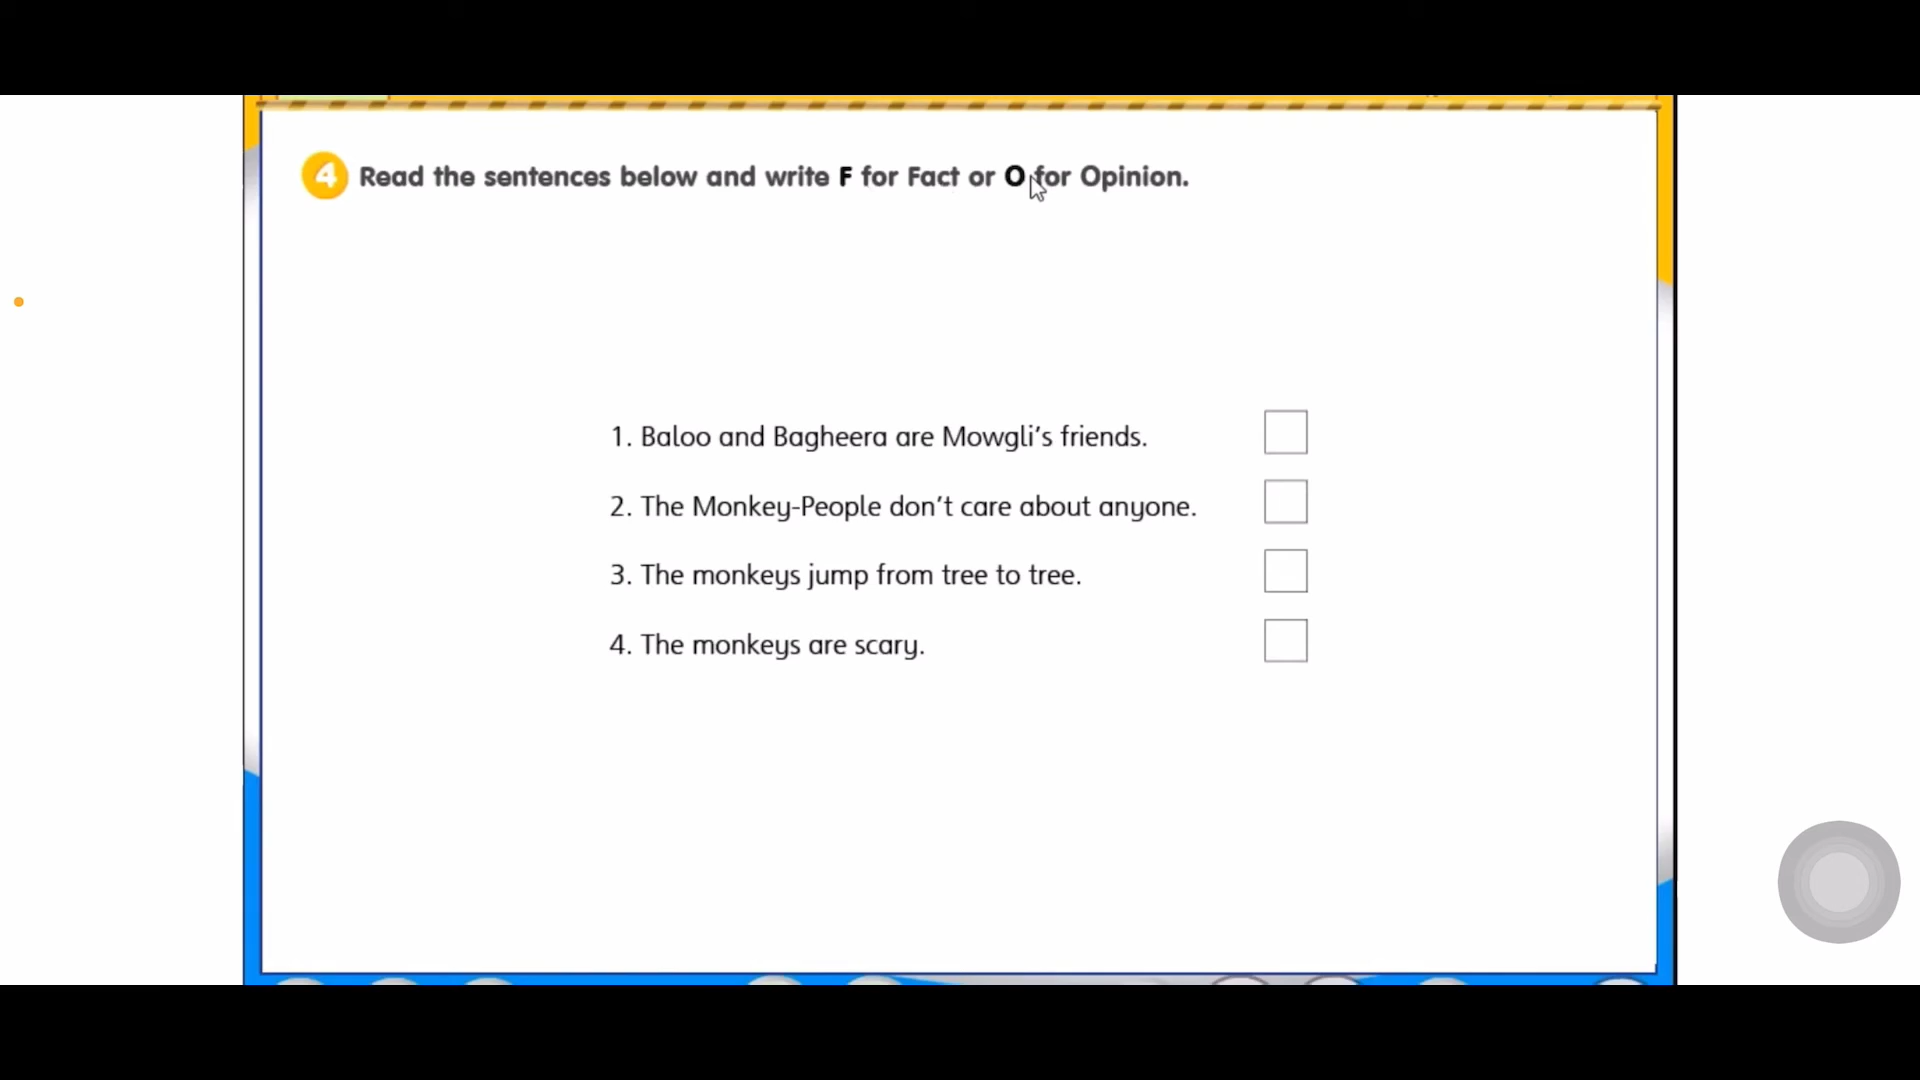 4 Read the sentences below and write F for Fact or O for Opinion.
1. Baloo and Bagheera are Mowgli's friends.
2. The Monkey-People don't care about anyone.
3. The monkeys jump from tree to tree.
4. The monkeys are scary.